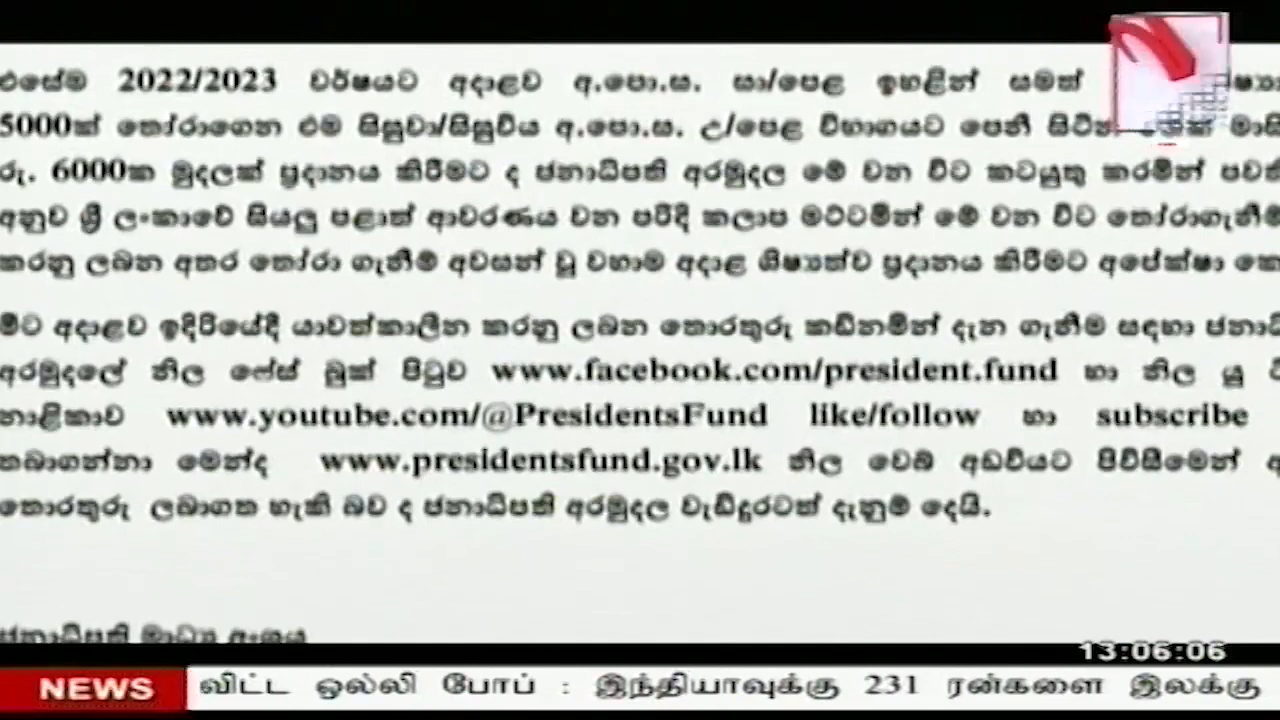 එසේම 2022/2023 වර්ෂයට අදාළව අ.පො.ස. සා/පෙළ ඉහළින් සමත්
5000ක් තෝරාගෙන එම සිසුවා/සිසුවිය අ.පො.ස. උ/පෙළ විභාගයට පෙනී සිටින
රු. 6000ක මුදලක් ප්‍රදානය කිරීමට ද ජනාධිපති අරමුදල මේ වන විට කටයුතු කරමින්
අනුව ශ්‍රී ලංකාවේ සියලු පළාත් ආවරණය වන පරිදි කලාප මට්ටමින් මේ වන විට
කරනු ලබන අතර තෝරා ගැනීම් අවසන් වූ වහාම අදාළ ශිෂ්‍යත්ව ප්‍රදානය කිරීමට අපේක්ෂා
මීට අදාළව ඉදිරියේදී යාවත්කාලීන කරනු ලබන තොරතුරු කඩිනමින් දැන ගැනීම සඳහා
අරමුදලේ නිල ෆේස් බුක් පිටුව www.facebook.com/president.fund හා නිල යූ
නාලිකාව www.youtube.com/@PresidentsFund like/follow හා subscribe
තබාගන්නා මෙන්ද www.presidentsfund.gov.lk නිල වෙබ් අඩවියට පිවිසීමෙන්
තොරතුරු ලබාගත හැකි බව ද ජනාධිපති අරමුදල වැඩිදුරටත් දැනුම් දෙයි.
ජනාධිපති මාධ්‍ය අංශය
13:06:06
NEWS விட்ட ஒல்லி போப் : இந்தியாவுக்கு 231 ரன்களை இலக்கு